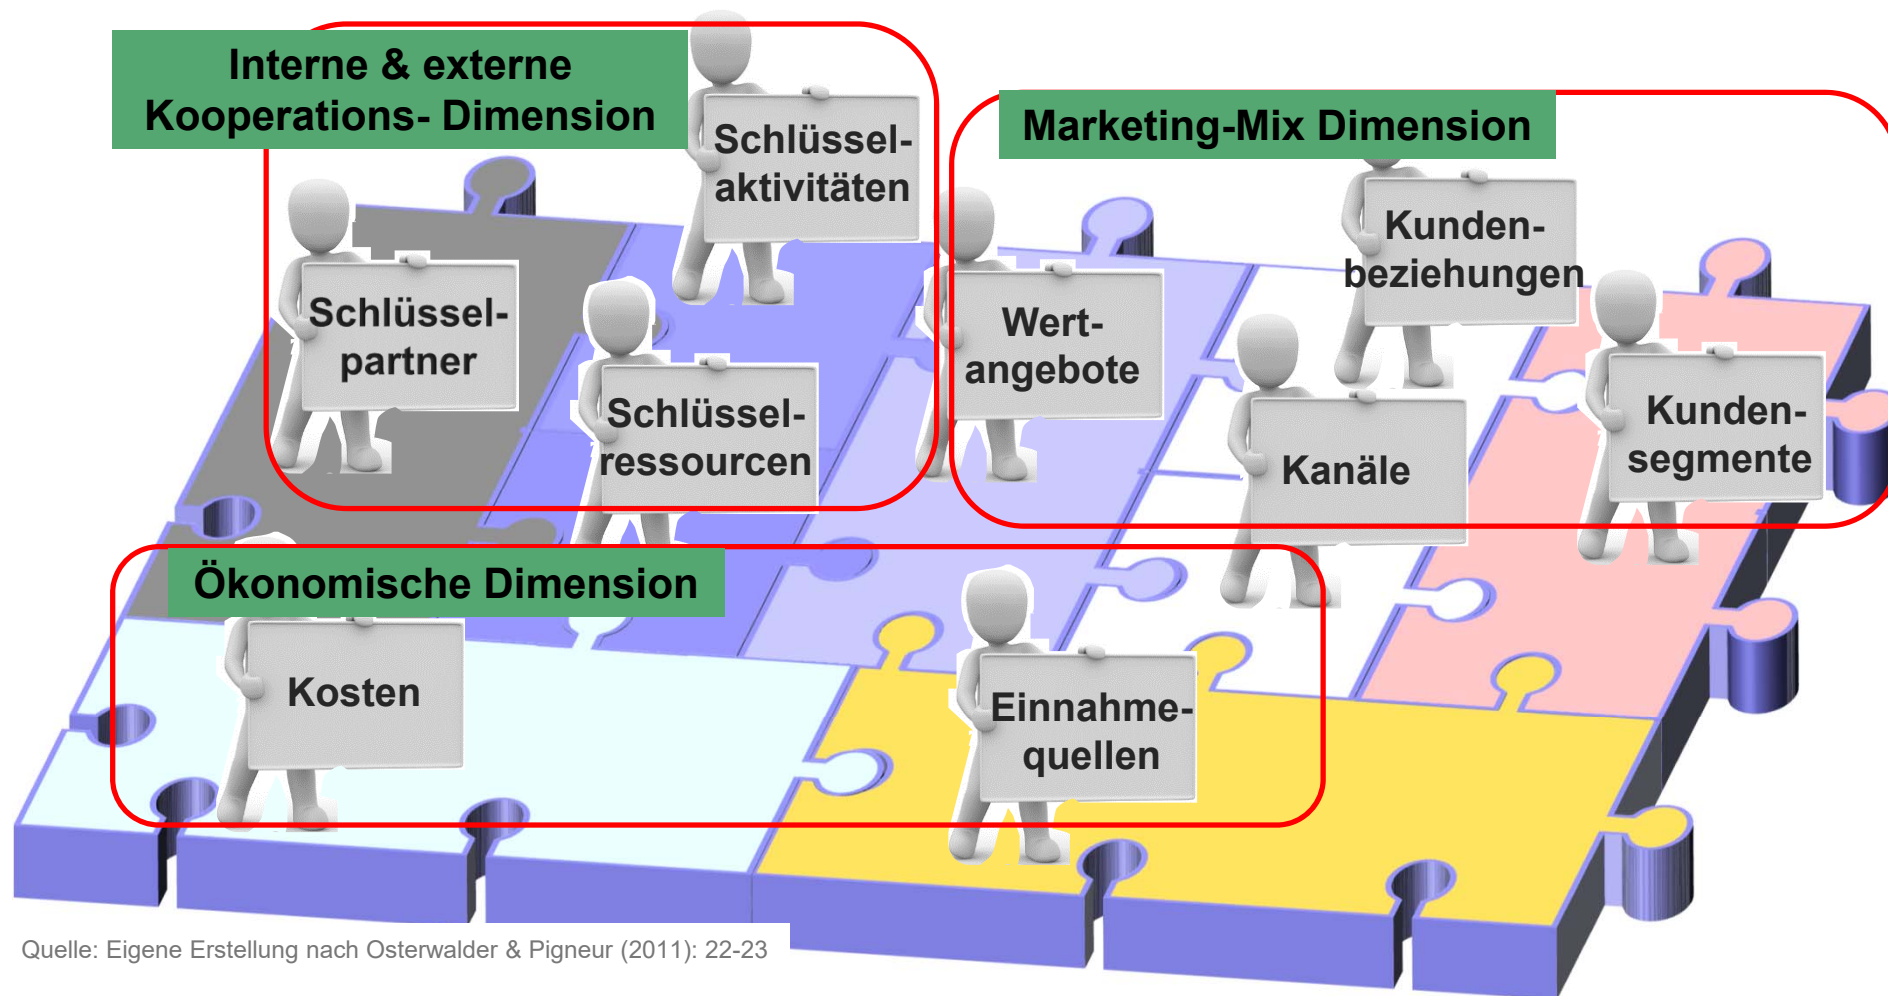 Interne & externe
Kooperations- Dimension
Schlüssel-
aktivitäten
Marketing-Mix Dimension
Kunden-
beziehungen
Schlüssel-
partner
Wert-
angebote
Schlüssel-
ressourcen
Kanäle
Kunden-
segmente
Ökonomische Dimension
Kosten
Einnahme-
quellen
Quelle: Eigene Erstellung nach Osterwalder & Pigneur (2011): 22-23